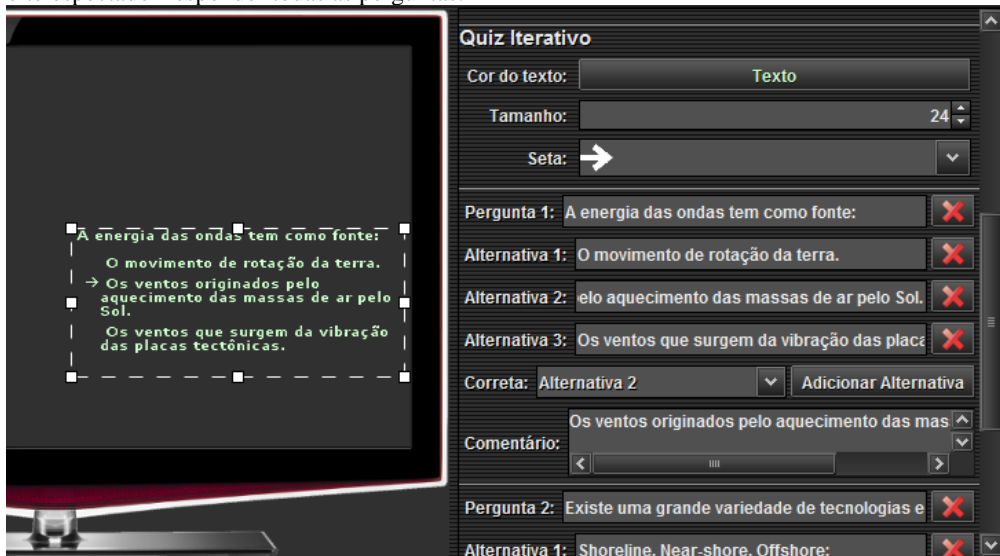 A energia das ondas tem como fonte:
O movimento de rotação da terra.
→ Os ventos originados pelo
aquecimento das massas de ar pelo
Sol.
Os ventos que surgem da vibração
das placas tectônicas.
Quiz Iterativo
Cor do texto: Texto
Tamanho: 24
Seta:
Pergunta 1: A energia das ondas tem como fonte:
Alternativa 1: O movimento de rotação da terra.
Alternativa 2: elo aquecimento das massas de ar pelo Sol.
Alternativa 3: Os ventos que surgem da vibração das placa
Correta: Alternativa 2 Adicionar Alternativa
Comentário: Os ventos originados pelo aquecimento das mas
Pergunta 2: Existe uma grande variedade de tecnologias e
Alternativa 1: Shoreline, Near-shore, Offshore;